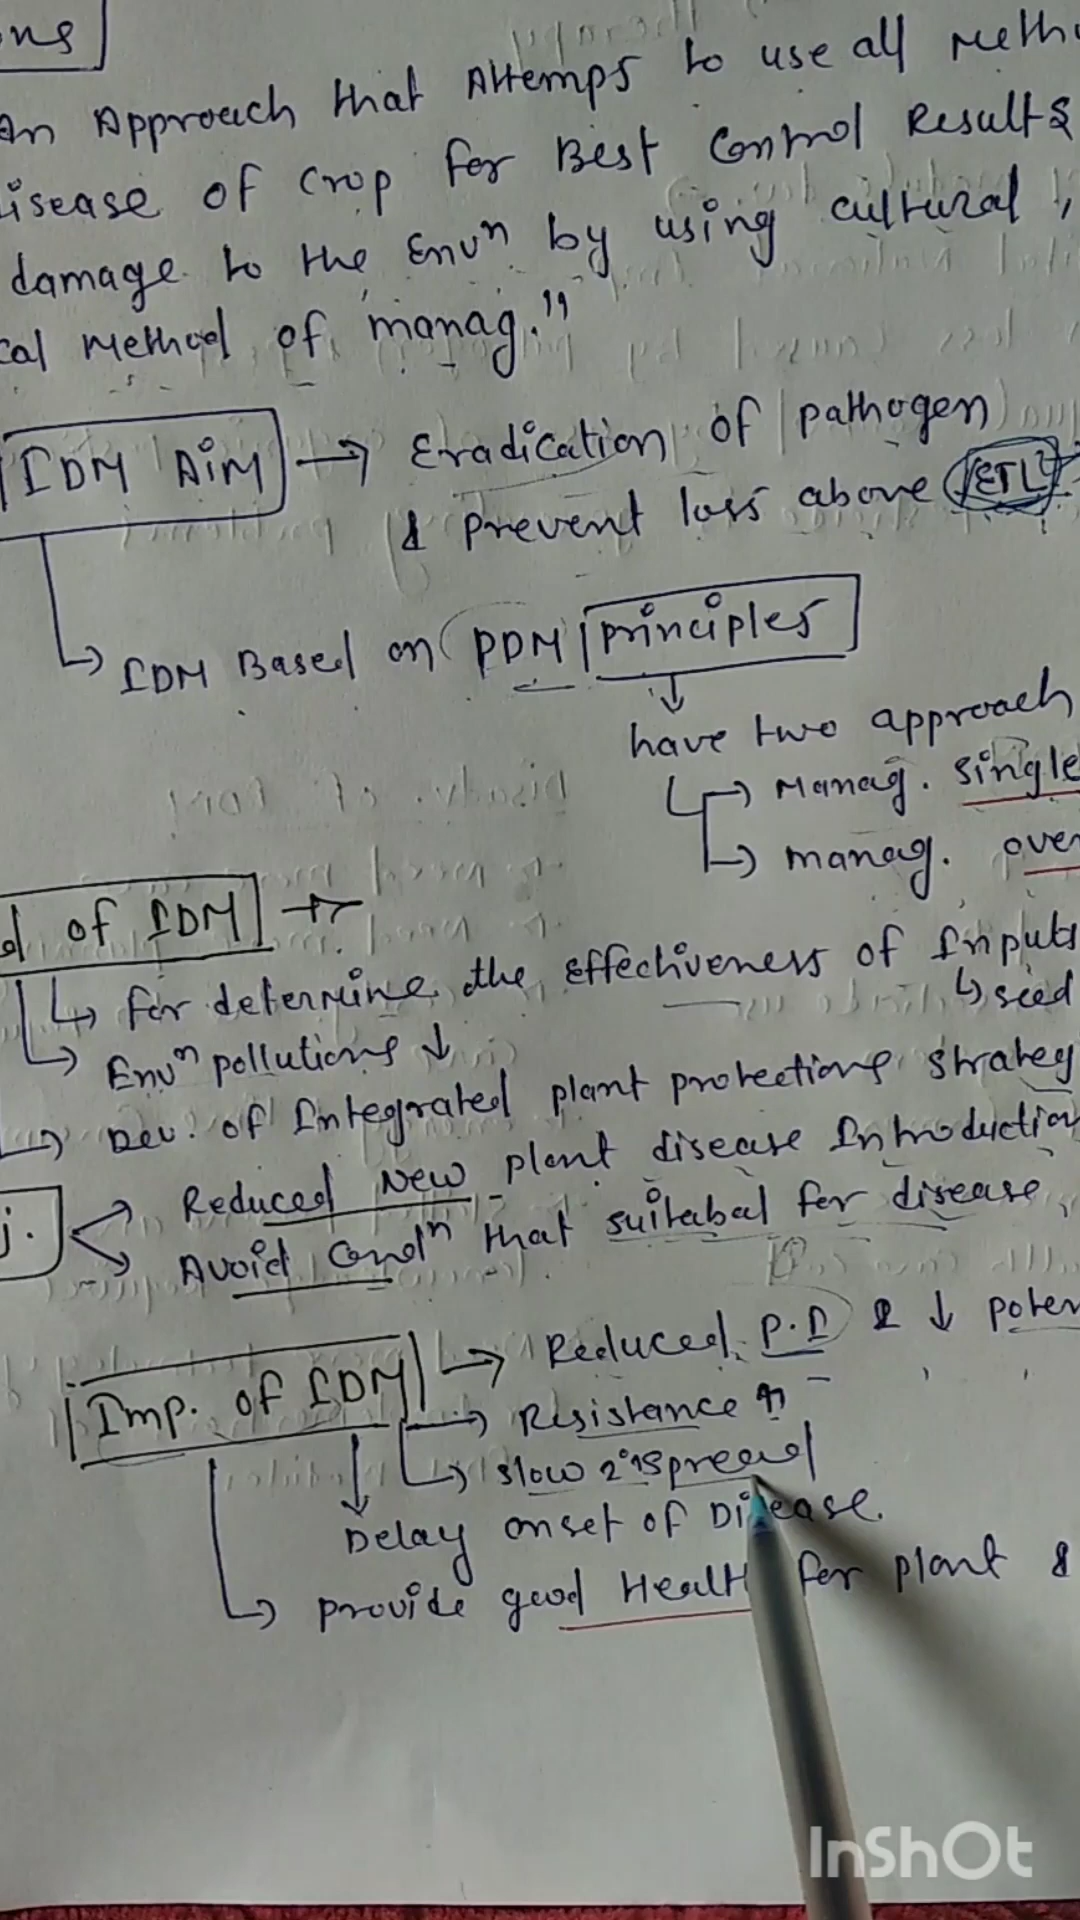 ons
An Approach that Attemps to use all Meth
isease of crop for Best Control Results
damage to the Envⁿ by using cultural,
cal Method of manag."
IDM AiM → Eradication of pathogen
& prevent loss above ETL
↳ IDM Based on PDM principles
have two approach
→ Manag. single
→ manag. over
d of IDM →
↳ for determine the effectiveness of Inputs
↳ seed
→ Envⁿ pollutions ↓
→ Dev. of Integrated plant protections strategy
j. → Reduced New plant disease Introduction
→ Avoid Condⁿ that suitabal for disease
Imp. of IDM → Reduced P.I & ↓ poten
→ Resistance ↑
→ slow 2° spread
Delay onset of Disease.
→ provide good Healt for plant &
InShOt